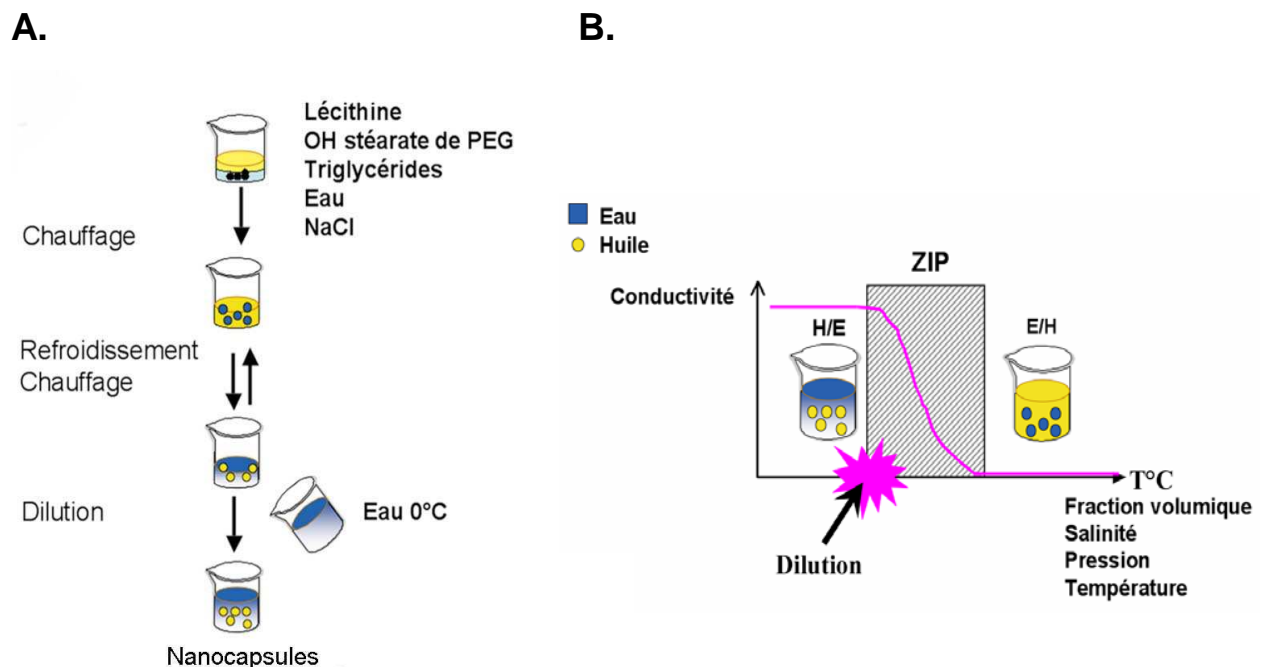 A.
Lécithine
OH stéarate de PEG
Triglycérides
Eau
NaCl
Chauffage
Refroidissement
Chauffage
Dilution
Eau 0°C
Nanocapsules
B.
Eau
Huile
ZIP
Conductivité
H/E
E/H
T°C
Fraction volumique
Salinité
Pression
Température
Dilution